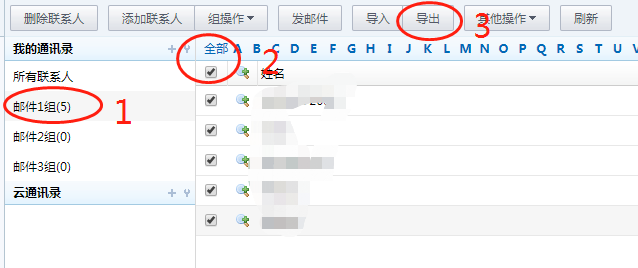 删除联系人 添加联系人 组操作 发邮件 导入 导出 其他操作 刷新
3
我的通讯录 全部 A B C D E F G H I J K L M N O P Q R S T U
2
所有联系人 姓名
邮件1组(5) 1
邮件2组(0)
邮件3组(0)
云通讯录